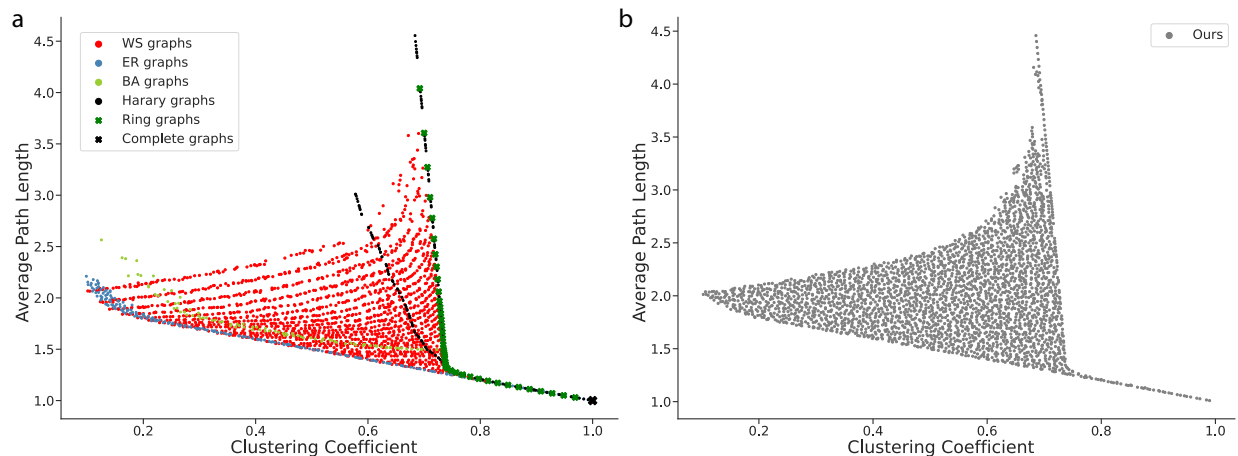 a
4.5
4.0
3.5
3.0
2.5
2.0
1.5
1.0
Average Path Length
WS graphs
ER graphs
BA graphs
Harary graphs
Ring graphs
Complete graphs
0.2
0.4
0.6
0.8
1.0
Clustering Coefficient
b
4.5
4.0
3.5
3.0
2.5
2.0
1.5
1.0
Average Path Length
Ours
0.2
0.4
0.6
0.8
1.0
Clustering Coefficient